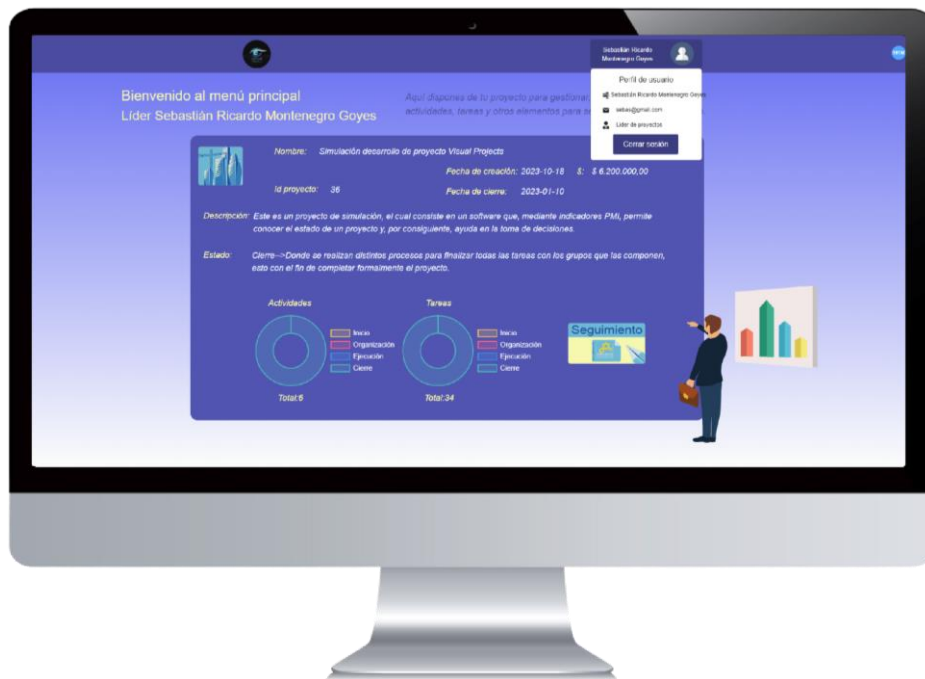 Sebastián Ricardo
Montenegro Goyes
Perfil de usuario
Sebastián Ricardo Montenegro Goyes
sebas@gmail.com
Líder de proyectos
Cerrar sesión
Bienvenido al menú principal
Líder Sebastián Ricardo Montenegro Goyes
Aquí dispones de tu proyecto para gestionar,
actividades, tareas y otros elementos para
Nombre: Simulación desarrollo de proyecto Visual Projects
Fecha de creación: 2023-10-18 $: $ 6.200.000,00
Id proyecto: 36 Fecha de cierre: 2023-01-10
Descripción: Este es un proyecto de simulación, el cual consiste en un software que, mediante indicadores PMI, permite
conocer el estado de un proyecto y, por consiguiente, ayuda en la toma de decisiones.
Estado: Cierre-->Donde se realizan distintos procesos para finalizar todas las tareas con los grupos que las componen,
esto con el fin de completar formalmente el proyecto.
Actividades
Inicio
Organización
Ejecución
Cierre
Total:6
Tareas
Inicio
Organización
Ejecución
Cierre
Total:34
Seguimiento